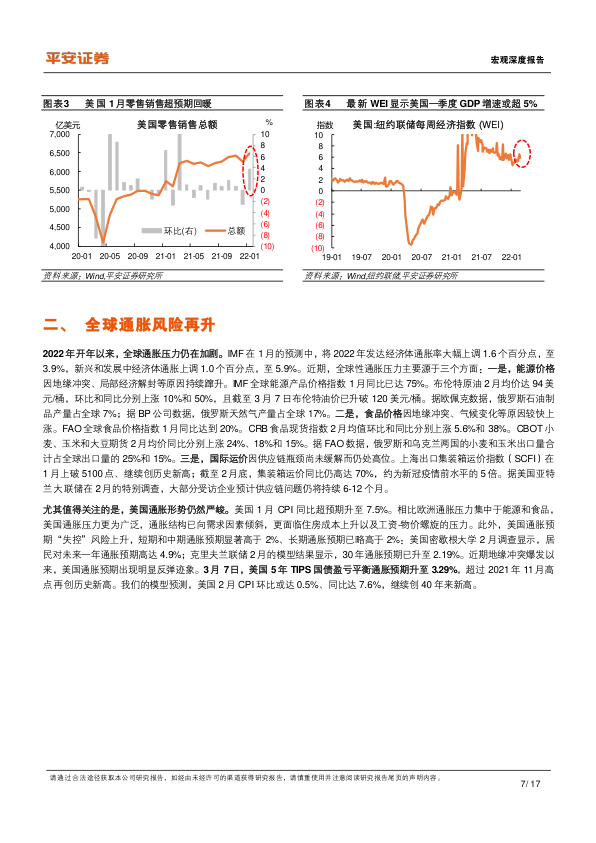 平安证券
宏观深度报告
图表3 美国1月零售销售超预期回暖
图表4 最新 WEI 显示美国一季度 GDP 增速或超 5%
亿美元
美国零售销售总额
%
7,000
6,500
6,000
5,500
5,000
4,500
4,000
10
8
6
4
2
0
(2)
(4)
(6)
(8)
(10)
环比(右)
总额
20-01 20-05 20-09 21-01 21-05 21-09 22-01
指数
美国:纽约联储每周经济指数 (WEI)
10
8
6
4
2
0
(2)
(4)
(6)
(8)
(10)
19-01 19-07 20-01 20-07 21-01 21-07 22-01
资料来源：Wind,平安证券研究所
资料来源：Wind,纽约联储,平安证券研究所
二、 全球通胀风险再升
2022年开年以来，全球通胀压力仍在加剧。IMF 在 1 月的预测中，将 2022 年发达经济体通胀率大幅上调 1.6 个百分点，至
3.9%，新兴和发展中经济体通胀上调 1.0 个百分点，至 5.9%。近期，全球性通胀压力主要源于三个方面：一是，能源价格
因地缘冲突、局部经济解封等原因持续蹿升。IMF 全球能源产品价格指数 1 月同比已达 75%。布伦特原油 2 月均价达 94 美
元/桶，环比和同比分别上涨 10%和 50%，且截至 3 月 7 日布伦特油价已升破 120 美元/桶。据欧佩克数据，俄罗斯石油制
品产量占全球 7%；据 BP 公司数据，俄罗斯天然气产量占全球 17%。二是，食品价格因地缘冲突、气候变化等原因较快上
涨。FAO 全球食品价格指数 1 月同比达到 20%。CRB 食品现货指数 2 月均值环比和同比分别上涨 5.6%和 38%。CBOT 小
麦、玉米和大豆期货 2 月均价同比分别上涨 24%、18%和 15%。据 FAO 数据，俄罗斯和乌克兰两国的小麦和玉米出口量合
计占全球出口量的 25%和 15%。三是，国际运价因供应链瓶颈尚未缓解而仍处高位。上海出口集装箱运价指数（SCFI）在
1 月上破 5100 点、继续创历史新高；截至 2 月底，集装箱运价同比仍高达 70%，约为新冠疫情前水平的 5 倍。据美国亚特
兰大联储在 2 月的特别调查，大部分受访企业预计供应链问题仍将持续 6-12 个月。
尤其值得关注的是，美国通胀形势仍然严峻。美国 1 月 CPI 同比超预期升至 7.5%。相比欧洲通胀压力集中于能源和食品，
美国通胀压力更为广泛，通胀结构已向需求因素倾斜，更面临住房成本上升以及工资-物价螺旋的压力。此外，美国通胀预
期“失控”风险上升，短期和中期通胀预期显著高于 2%、长期通胀预期已略高于 2%；美国密歇根大学 2 月调查显示，居
民对未来一年通胀预期高达 4.9%；克里夫兰联储 2 月的模型结果显示，30 年通胀预期已升至 2.19%。近期地缘冲突爆发以
来，美国通胀预期出现明显反弹迹象。3 月 7 日，美国 5 年 TIPS 国债盈亏平衡通胀预期升至 3.29%，超过 2021 年 11 月高
点再创历史新高。我们的模型预测，美国 2 月 CPI 环比或达 0.5%、同比达 7.6%，继续创 40 年来新高。
请通过合法途径获取本公司研究报告，如经由未经许可的渠道获得研究报告，请慎重使用并注意阅读研究报告尾页的声明内容。
7/ 17